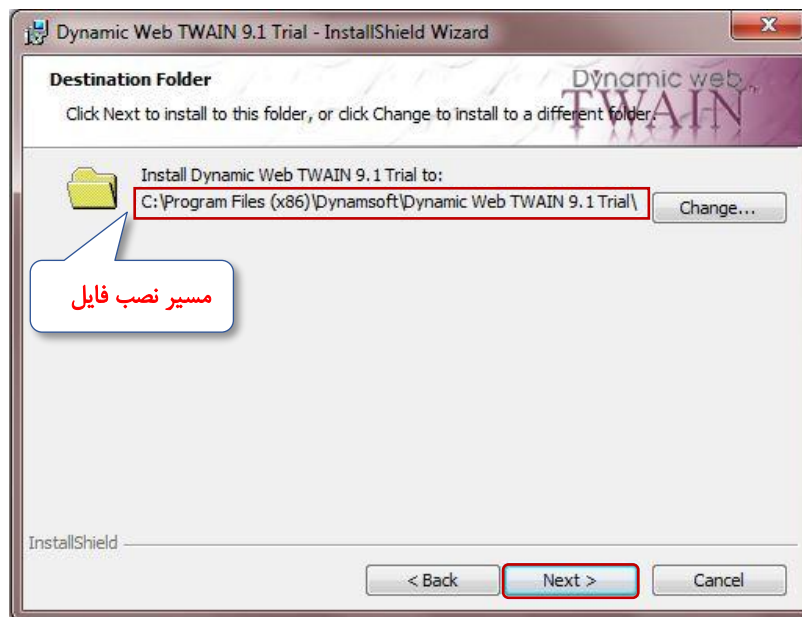 Dynamic Web TWAIN 9.1 Trial - InstallShield Wizard
Destination Folder
Dynamic web
TWAIN
Click Next to install to this folder, or click Change to install to a different folder.
Install Dynamic Web TWAIN 9.1 Trial to:
C:\Program Files (x86)\Dynamsoft\Dynamic Web TWAIN 9.1 Trial\
Change...
مسیر نصب فایل
InstallShield
< Back
Next >
Cancel